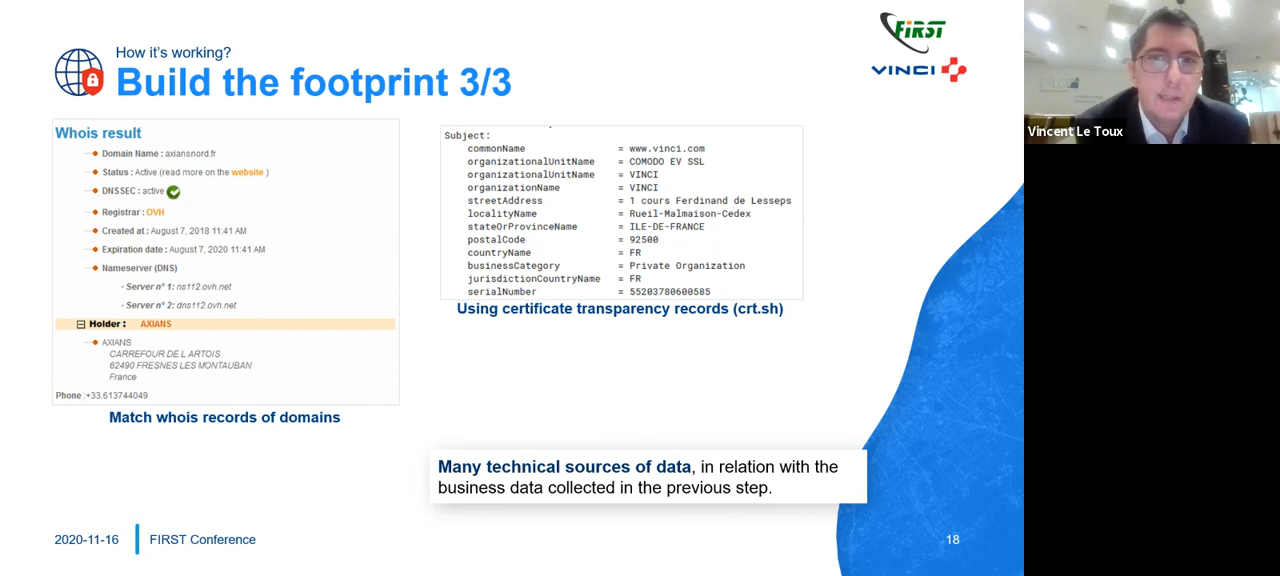 How it's working?
Build the footprint 3/3
FiRST
VINCI
Vincent Le Toux
Whois result
Domain Name : axiansnord.fr
Status : Active (read more on the website )
DNSSEC : active
Registrar : OVH
Created at : August 7, 2018 11:41 AM
Expiration date : August 7, 2020 11:41 AM
Nameserver (DNS)
- Server n° 1: ns112.ovh.net
- Server n° 2: dns112.ovh.net
Holder : AXIANS
AXIANS
CARREFOUR DE L ARTOIS
62490 FRESNES LES MONTAUBAN
France
Phone :+33.613744049
Match whois records of domains
Subject:
commonName = www.vinci.com
organizationalUnitName = COMODO EV SSL
organizationalUnitName = VINCI
organizationName = VINCI
streetAddress = 1 cours Ferdinand de Lesseps
localityName = Rueil-Malmaison-Cedex
stateOrProvinceName = ILE-DE-FRANCE
postalCode = 92500
countryName = FR
businessCategory = Private Organization
jurisdictionCountryName = FR
serialNumber = 55203780600585
Using certificate transparency records (crt.sh)
Many technical sources of data, in relation with the
business data collected in the previous step.
2020-11-16
FIRST Conference
18